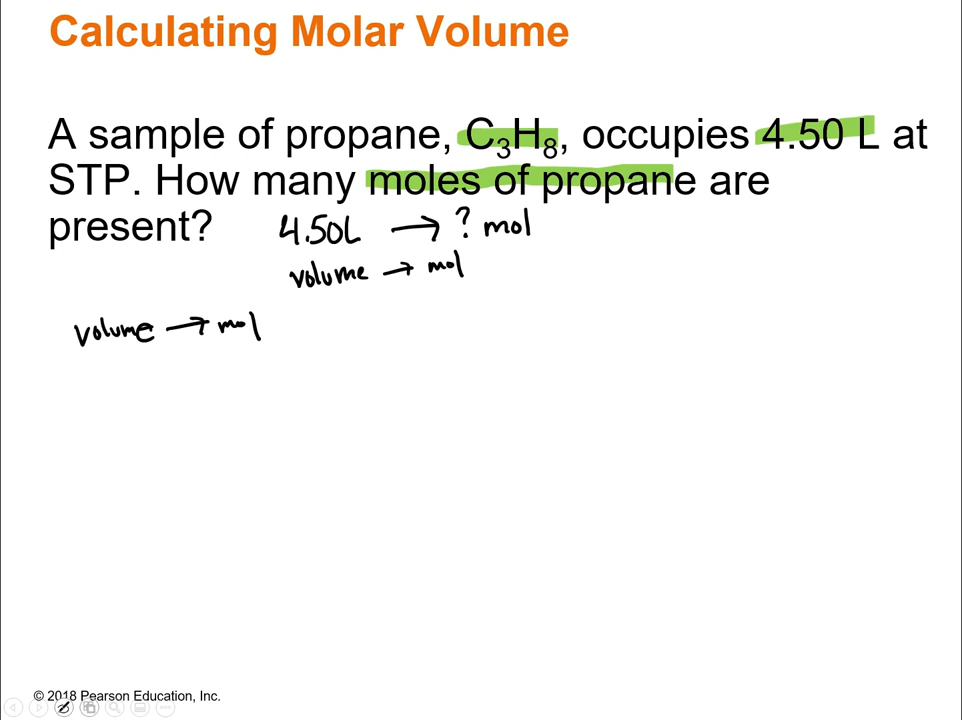 Calculating Molar Volume
A sample of propane, C₃H₈, occupies 4.50 L at
STP. How many moles of propane are
present?
4.50L → ? mol
volume → mol
volume → mol
© 2018 Pearson Education, Inc.